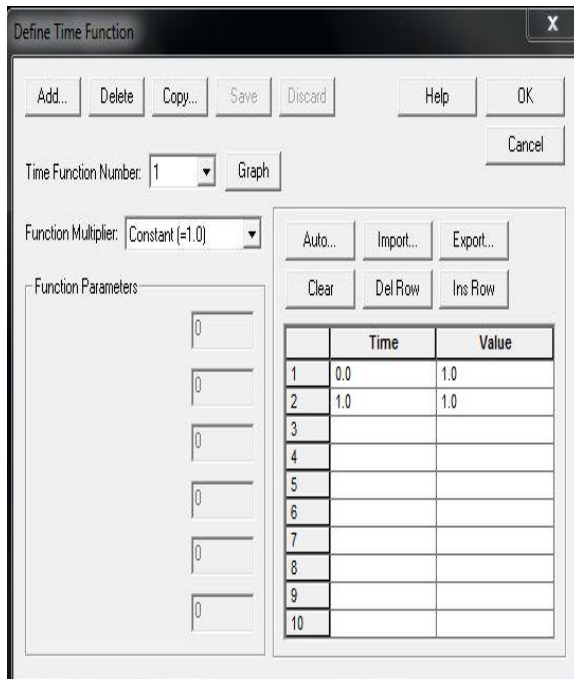 Define Time Function
X
Add... Delete Copy... Save Discard Help OK
Cancel
Time Function Number: 1 Graph
Function Multiplier: Constant (=1.0)
Auto... Import... Export...
Function Parameters
Clear Del Row Ins Row
0
0
0
0
0
0
Time Value
1 0.0 1.0
2 1.0 1.0
3
4
5
6
7
8
9
10